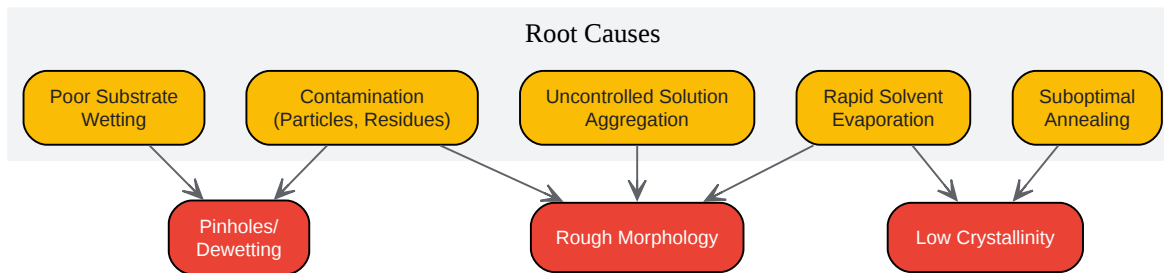 Root Causes
Poor Substrate
Wetting
Contamination
(Particles, Residues)
Uncontrolled Solution
Aggregation
Rapid Solvent
Evaporation
Suboptimal
Annealing
Pinholes/
Dewetting
Rough Morphology
Low Crystallinity